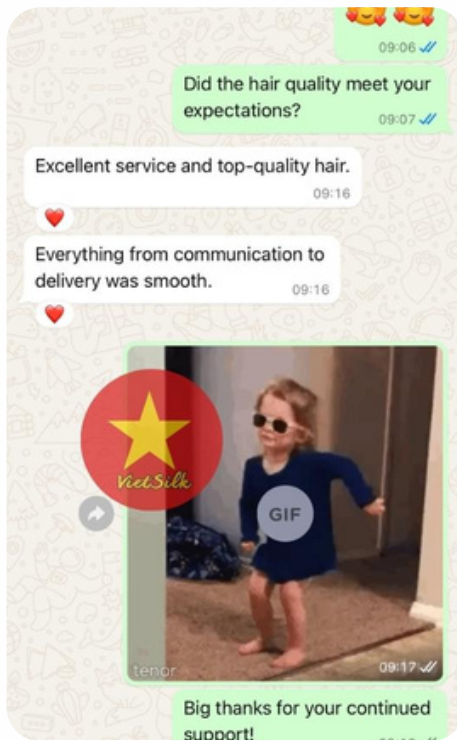 09:06
Did the hair quality meet your
expectations?
09:07
Excellent service and top-quality hair.
09:16
Everything from communication to
delivery was smooth.
09:16
VietSilk
GIF
tenor
09:17
Big thanks for your continued
support!